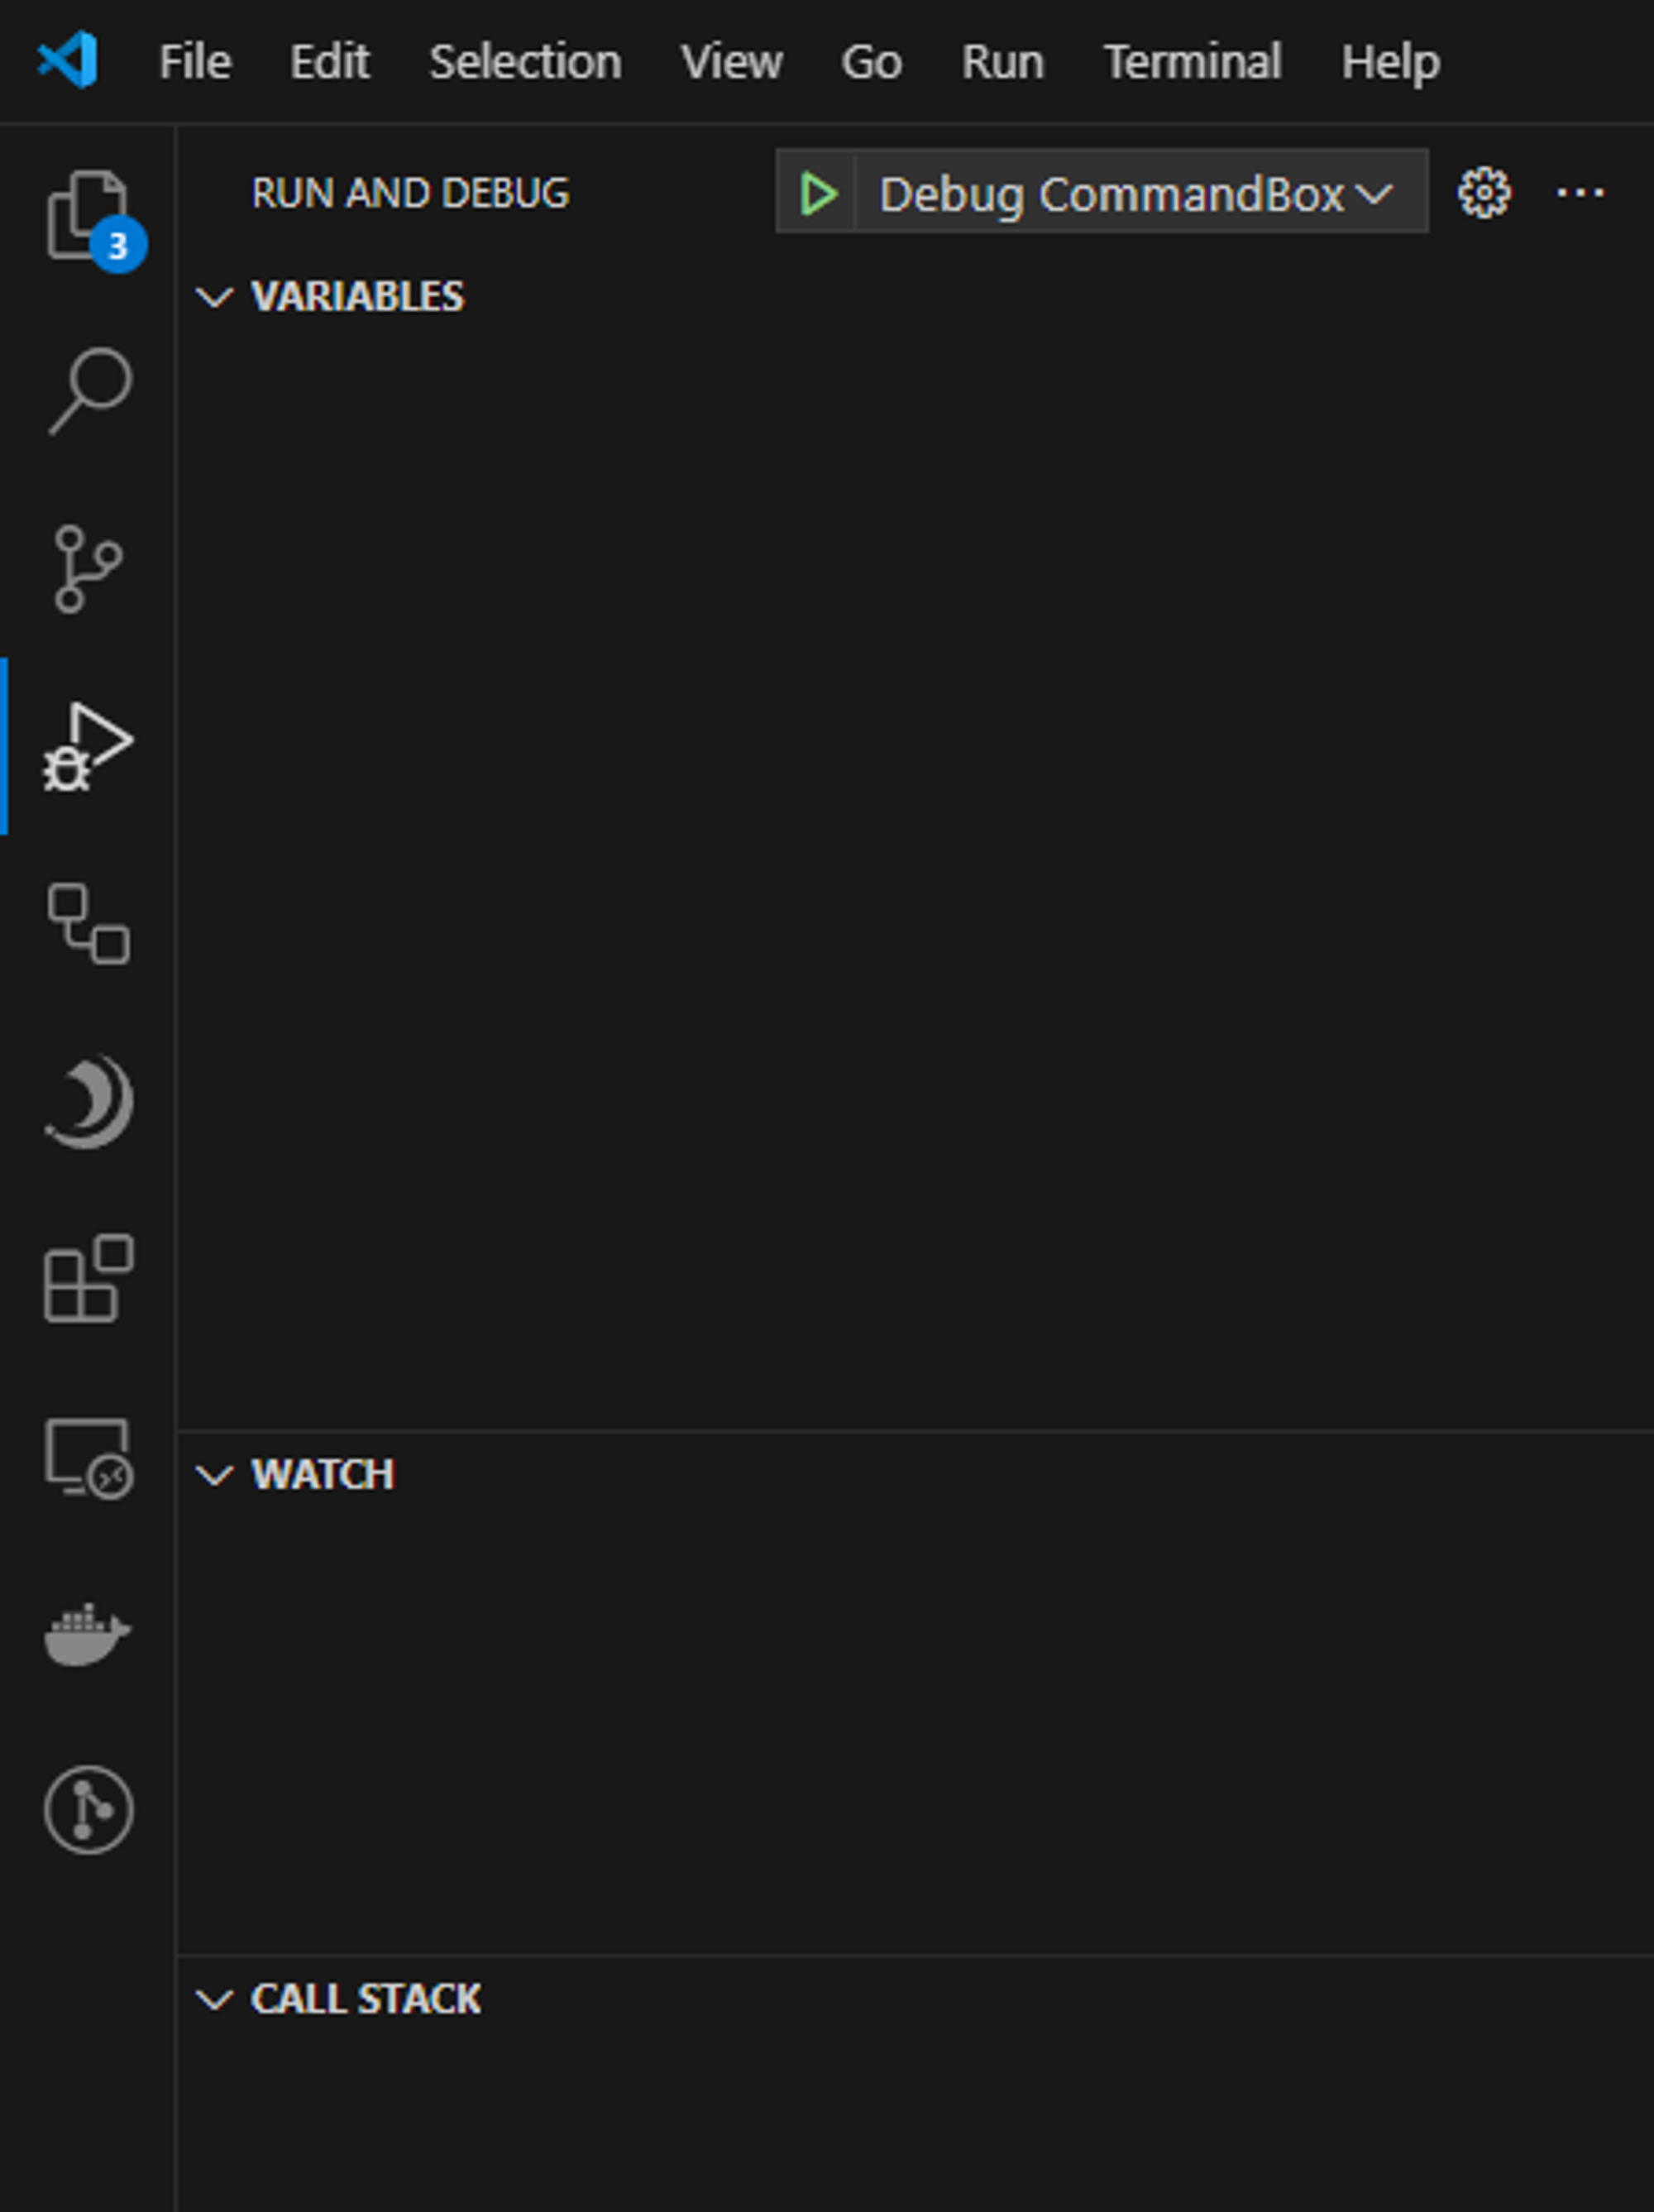 File Edit Selection View Go Run Terminal Help
RUN AND DEBUG Debug CommandBox
3
VARIABLES
WATCH
CALL STACK